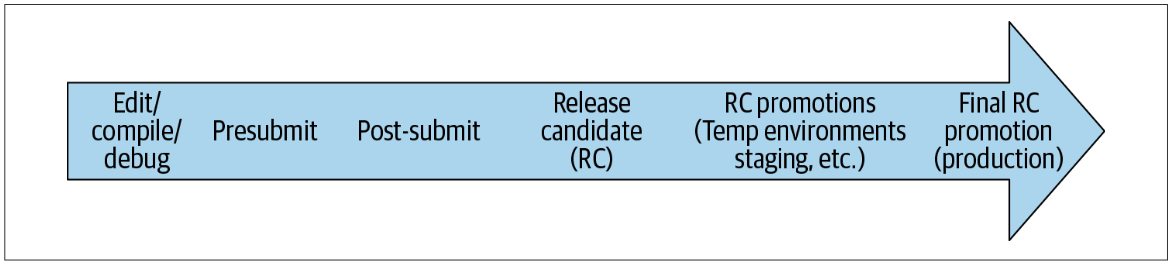 Edit/
compile/
debug
Presubmit
Post-submit
Release
candidate
(RC)
RC promotions
(Temp environments
staging, etc.)
Final RC
promotion
(production)